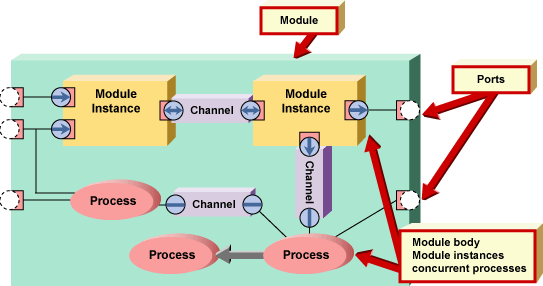 Module
Ports
Module
Instance
Channel
Module
Instance
Channel
Process
Channel
Process
Process
Module body
Module instances
concurrent processes